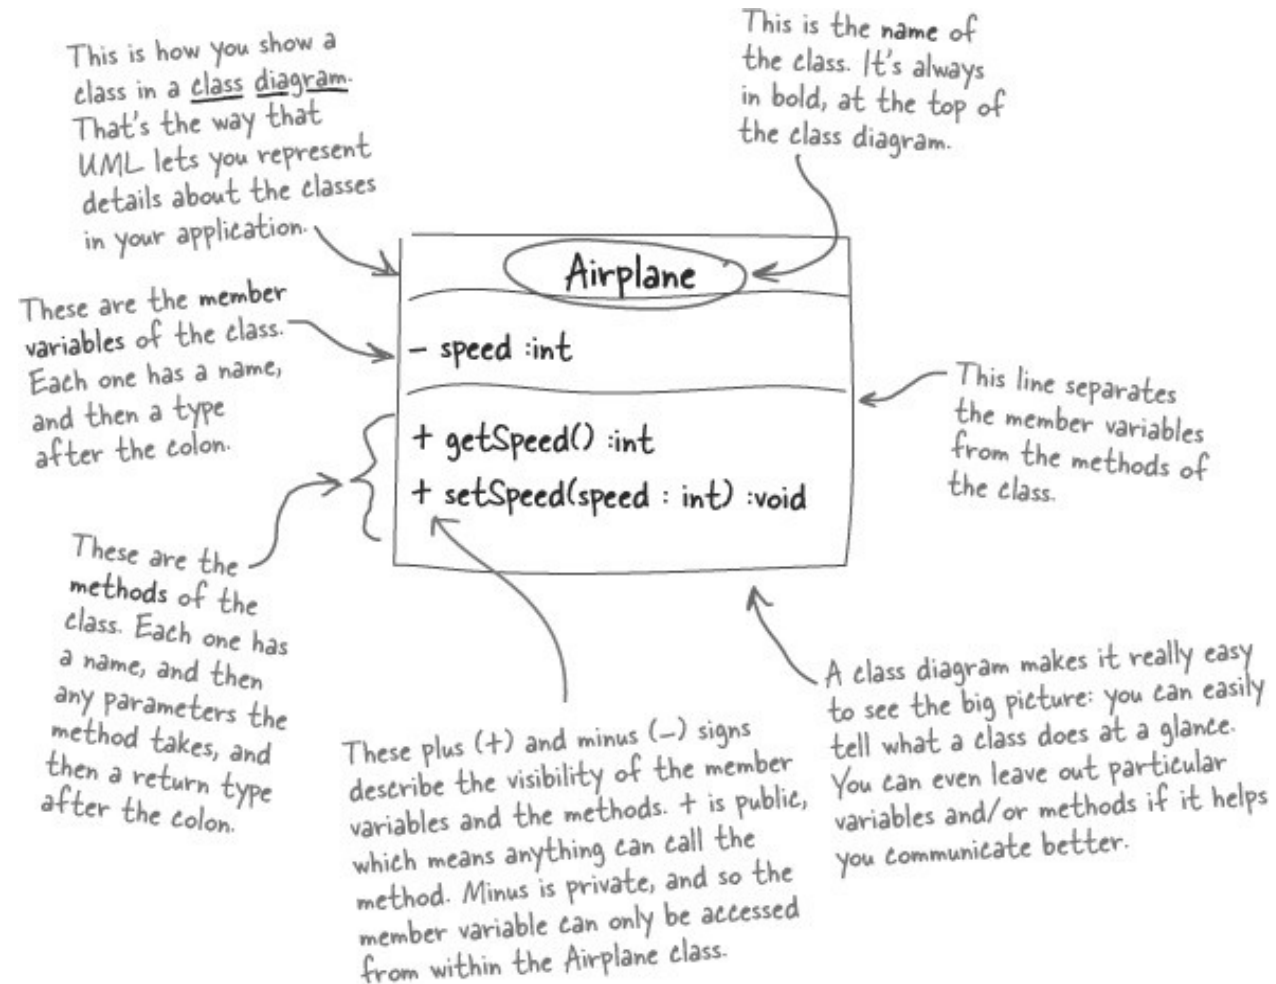 This is how you show a
class in a class diagram.
That's the way that
UML lets you represent
details about the classes
in your application.
This is the name of
the class. It's always
in bold, at the top of
the class diagram.
These are the member
variables of the class.
Each one has a name,
and then a type
after the colon.
Airplane
- speed :int
+ getSpeed() :int
+ setSpeed(speed : int) :void
This line separates
the member variables
from the methods of
the class.
These are the
methods of the
class. Each one has
a name, and then
any parameters the
method takes, and
then a return type
after the colon.
These plus (+) and minus (-) signs
describe the visibility of the member
variables and the methods. + is public,
which means anything can call the
method. Minus is private, and so the
member variable can only be accessed
from within the Airplane class.
A class diagram makes it really easy
to see the big picture: you can easily
tell what a class does at a glance.
You can even leave out particular
variables and/or methods if it helps
you communicate better.